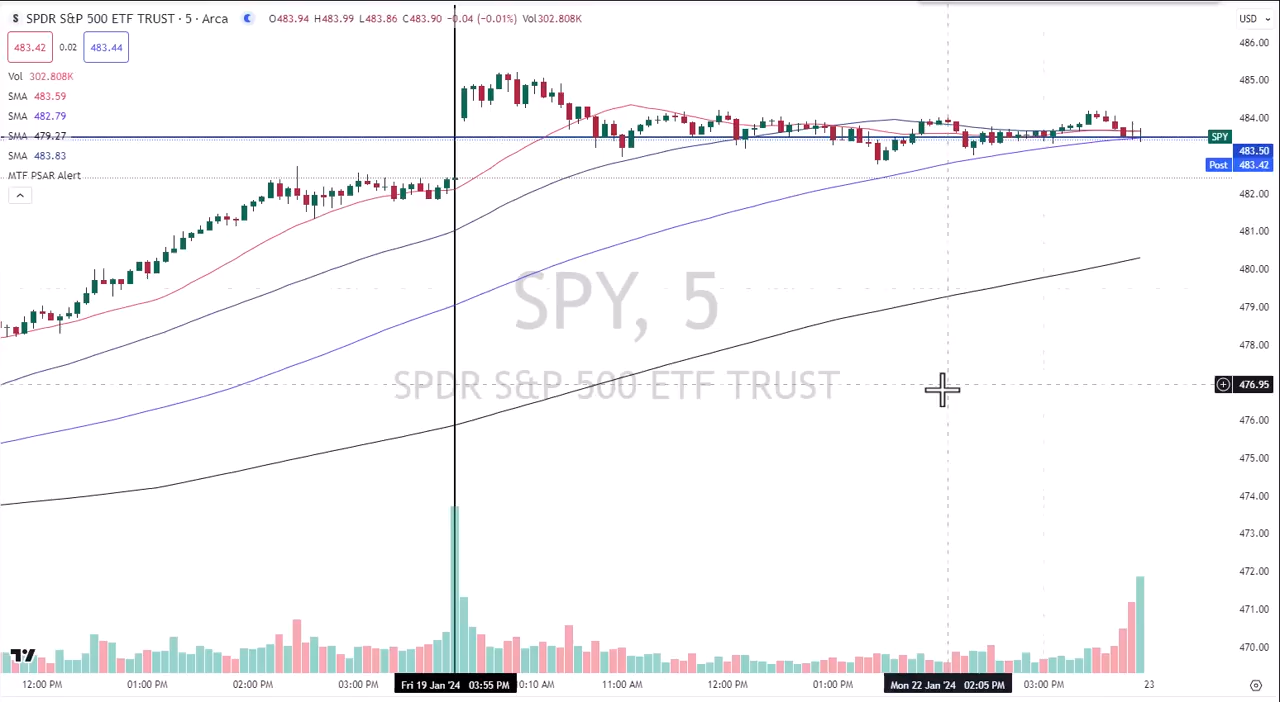 S SPDR S&P 500 ETF TRUST · 5 · Arca O483.94 H483.99 L483.86 C483.90 -0.04 (-0.01%) Vol302.808K
USD
483.42 0.02 483.44
Vol 302.808K
SMA 483.59
SMA 482.79
SMA 479.27
SMA 483.83
MTF PSAR Alert
486.00
485.00
484.00
SPY
483.50
Post 483.42
482.00
481.00
480.00
479.00
478.00
476.95
476.00
475.00
474.00
473.00
472.00
471.00
470.00
SPY, 5
SPDR S&P 500 ETF TRUST
12:00 PM 01:00 PM 02:00 PM 03:00 PM Fri 19 Jan '24 03:55 PM 0:10 AM 11:00 AM 12:00 PM 01:00 PM Mon 22 Jan '24 02:05 PM 03:00 PM 23